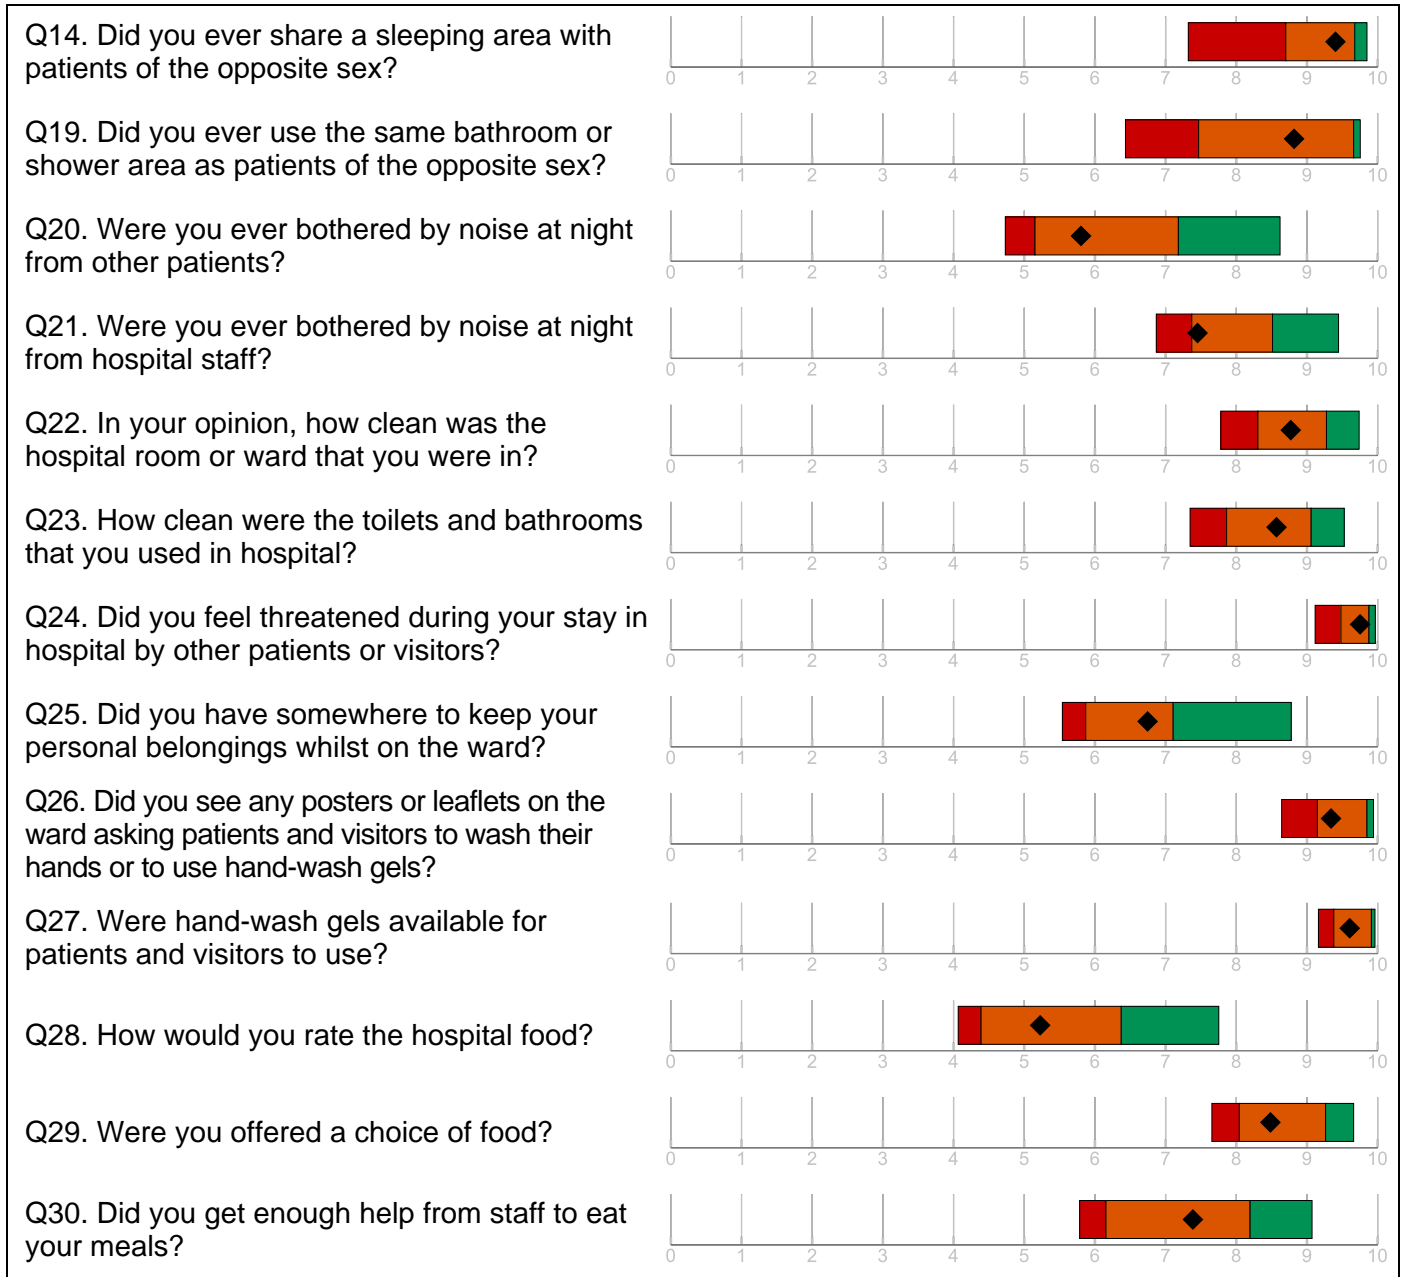 Q14. Did you ever share a sleeping area with
patients of the opposite sex?
0 1 2 3 4 5 6 7 8 9 10
Q19. Did you ever use the same bathroom or
shower area as patients of the opposite sex?
0 1 2 3 4 5 6 7 8 9 10
Q20. Were you ever bothered by noise at night
from other patients?
0 1 2 3 4 5 6 7 8 9 10
Q21. Were you ever bothered by noise at night
from hospital staff?
0 1 2 3 4 5 6 7 8 9 10
Q22. In your opinion, how clean was the
hospital room or ward that you were in?
0 1 2 3 4 5 6 7 8 9 10
Q23. How clean were the toilets and bathrooms
that you used in hospital?
0 1 2 3 4 5 6 7 8 9 10
Q24. Did you feel threatened during your stay in
hospital by other patients or visitors?
0 1 2 3 4 5 6 7 8 9 10
Q25. Did you have somewhere to keep your
personal belongings whilst on the ward?
0 1 2 3 4 5 6 7 8 9 10
Q26. Did you see any posters or leaflets on the
ward asking patients and visitors to wash their
hands or to use hand-wash gels?
0 1 2 3 4 5 6 7 8 9 10
Q27. Were hand-wash gels available for
patients and visitors to use?
0 1 2 3 4 5 6 7 8 9 10
Q28. How would you rate the hospital food?
0 1 2 3 4 5 6 7 8 9 10
Q29. Were you offered a choice of food?
0 1 2 3 4 5 6 7 8 9 10
Q30. Did you get enough help from staff to eat
your meals?
0 1 2 3 4 5 6 7 8 9 10